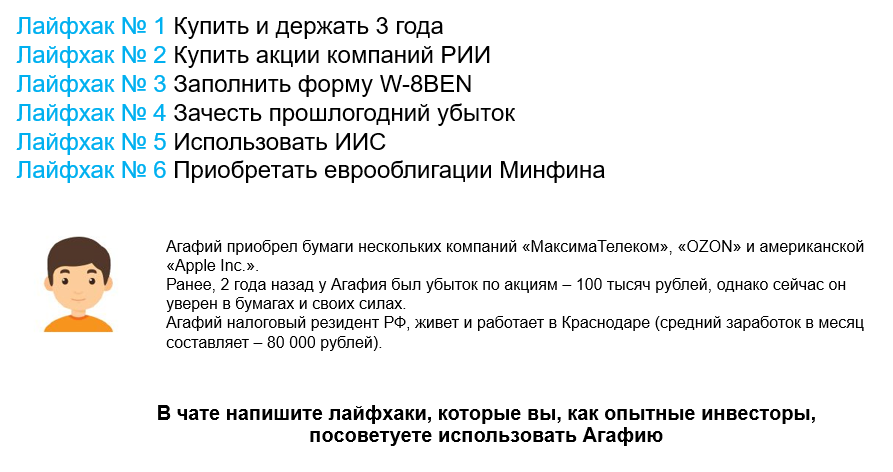 Лайфхак № 1 Купить и держать 3 года
Лайфхак № 2 Купить акции компаний РИИ
Лайфхак № 3 Заполнить форму W-8BEN
Лайфхак № 4 Зачесть прошлогодний убыток
Лайфхак № 5 Использовать ИИС
Лайфхак № 6 Приобретать еврооблигации Минфина
Агафий приобрел бумаги нескольких компаний «МаксимаТелеком», «OZON» и американской
«Apple Inc.».
Ранее, 2 года назад у Агафия был убыток по акциям – 100 тысяч рублей, однако сейчас он
уверен в бумагах и своих силах.
Агафий налоговый резидент РФ, живет и работает в Краснодаре (средний заработок в месяц
составляет – 80 000 рублей).
В чате напишите лайфхаки, которые вы, как опытные инвесторы,
посоветуете использовать Агафию